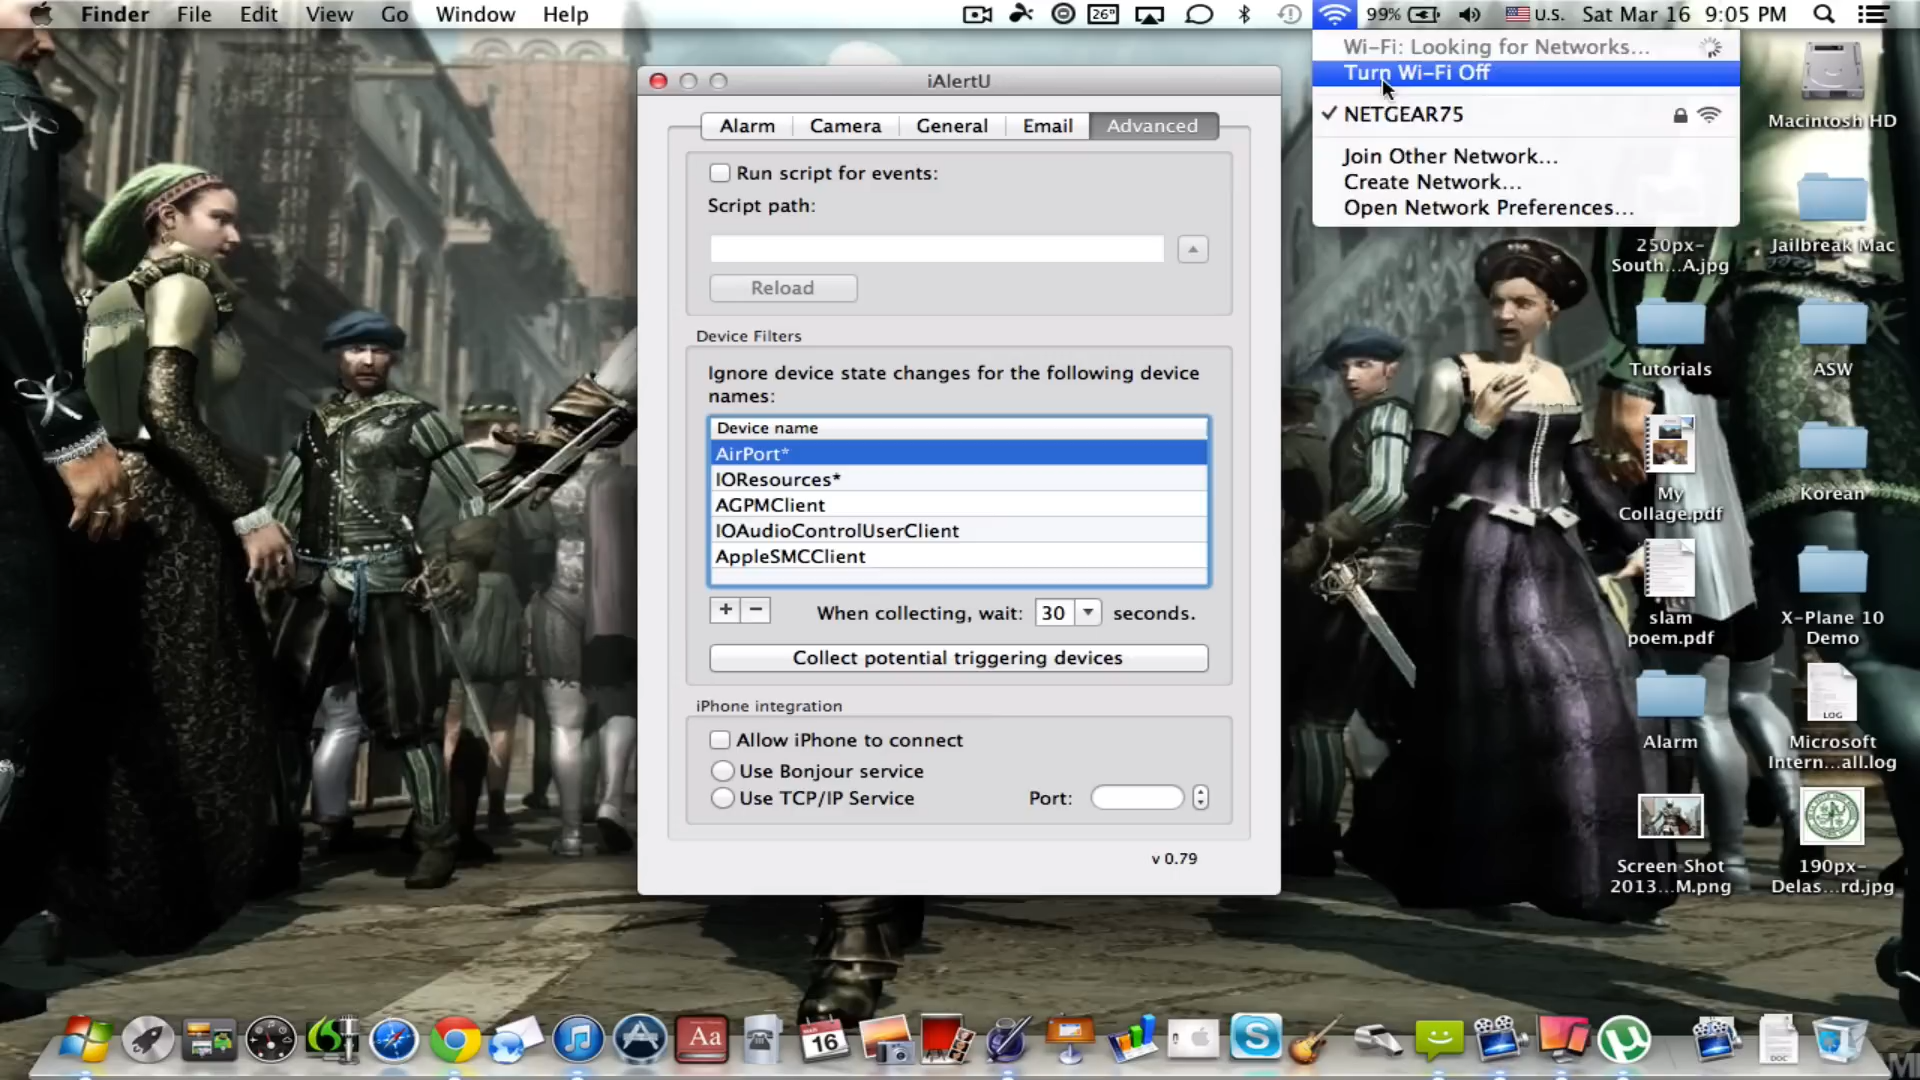 Finder File Edit View Go Window Help
26° 99% U.S. Sat Mar 16 9:05 PM
Wi-Fi: Looking for Networks...
Turn Wi-Fi Off
NETGEAR75
Join Other Network...
Create Network...
Open Network Preferences...
iAlertU
Alarm Camera General Email Advanced
Run script for events:
Script path:
Reload
Device Filters
Ignore device state changes for the following device
names:
Device name
AirPort*
IOResources*
AGPMClient
IOAudioControlUserClient
AppleSMCClient
+ − When collecting, wait: 30 seconds.
Collect potential triggering devices
iPhone integration
Allow iPhone to connect
Use Bonjour service
Use TCP/IP Service Port:
v 0.79
Macintosh HD
250px-
South...A.jpg
Jailbreak Mac
Tutorials
ASW
My
Collage.pdf
Korean
slam
poem.pdf
X-Plane 10
Demo
Alarm
LOG
Microsoft
Intern...all.log
Screen Shot
2013...M.png
190px-
Delas...rd.jpg
Aa
MAR
16
DOC